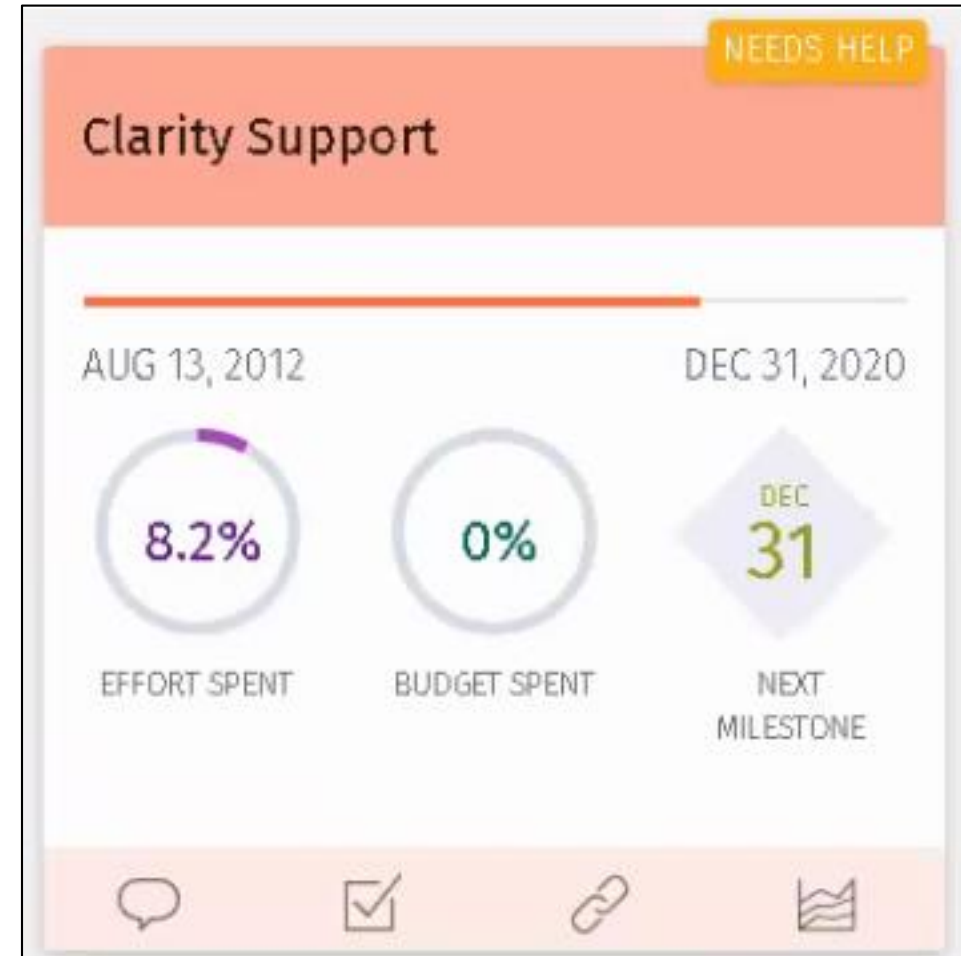 NEEDS HELP
Clarity Support
AUG 13, 2012
DEC 31, 2020
8.2%
EFFORT SPENT
0%
BUDGET SPENT
DEC
31
NEXT
MILESTONE